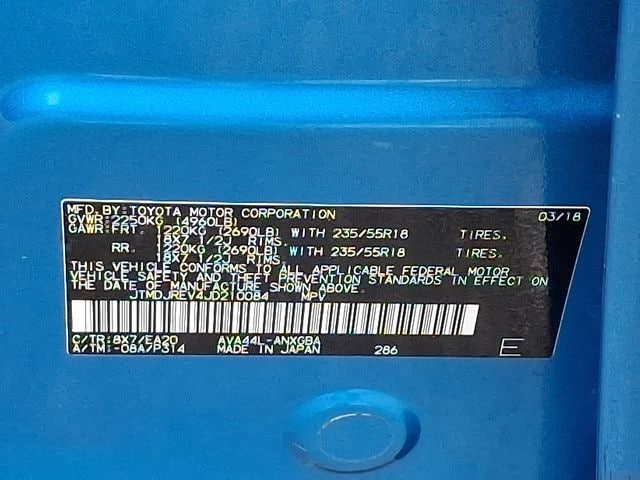 MFD. BY: TOYOTA MOTOR CORPORATION 03/18
GVWR: 2250KG (4960LB)
GAWR FRT. 1220KG (2690LB) WITH 235/55R18 TIRES.
18X7 1/2J RIMS.
RR. 1220KG (2690LB) WITH 235/55R18 TIRES.
18X7 1/2J RIMS.
THIS VEHICLE CONFORMS TO ALL APPLICABLE FEDERAL MOTOR
VEHICLE SAFETY AND THEFT PREVENTION STANDARDS IN EFFECT ON
THE DATE OF MANUFACTURE SHOWN ABOVE.
JTMDJREV4JD210084 MPV
C/TR: 8X7/EA20 AVA44L-ANXGBA
A/TM: -08A/P314 MADE IN JAPAN 286 E